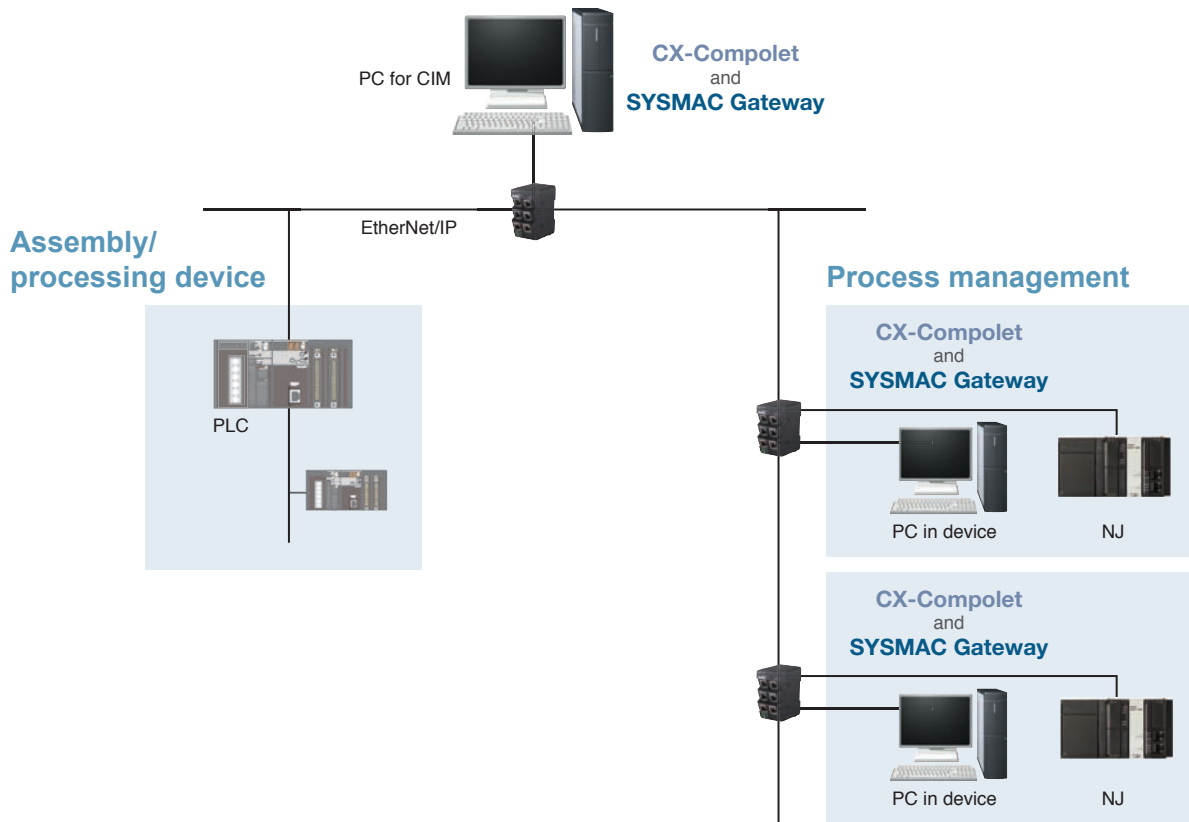 PC for CIM
CX-Compolet
and
SYSMAC Gateway
EtherNet/IP
Assembly/
processing device
PLC
Process management
CX-Compolet
and
SYSMAC Gateway
PC in device
NJ
CX-Compolet
and
SYSMAC Gateway
PC in device
NJ